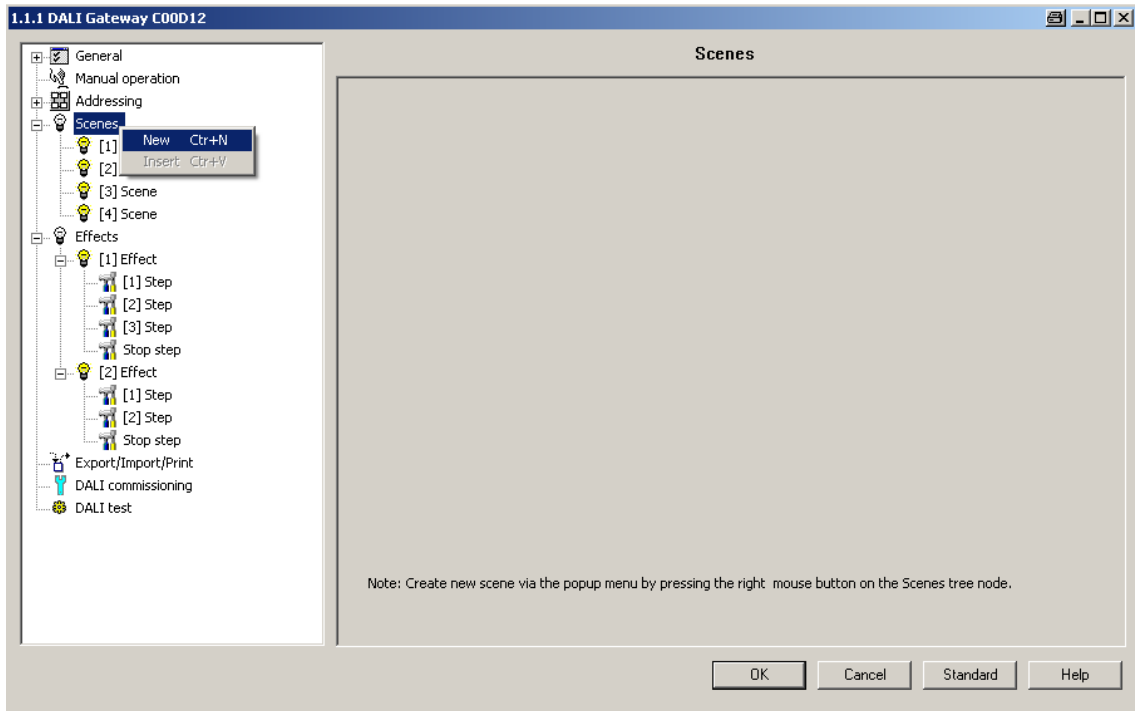 1.1.1 DALI Gateway C00D12
General
Manual operation
Addressing
Scenes
New Ctr+N
Insert Ctr+V
[1]
[2]
[3] Scene
[4] Scene
Effects
[1] Effect
[1] Step
[2] Step
[3] Step
Stop step
[2] Effect
[1] Step
[2] Step
Stop step
Export/Import/Print
DALI commissioning
DALI test
Scenes
Note: Create new scene via the popup menu by pressing the right mouse button on the Scenes tree node.
OK Cancel Standard Help